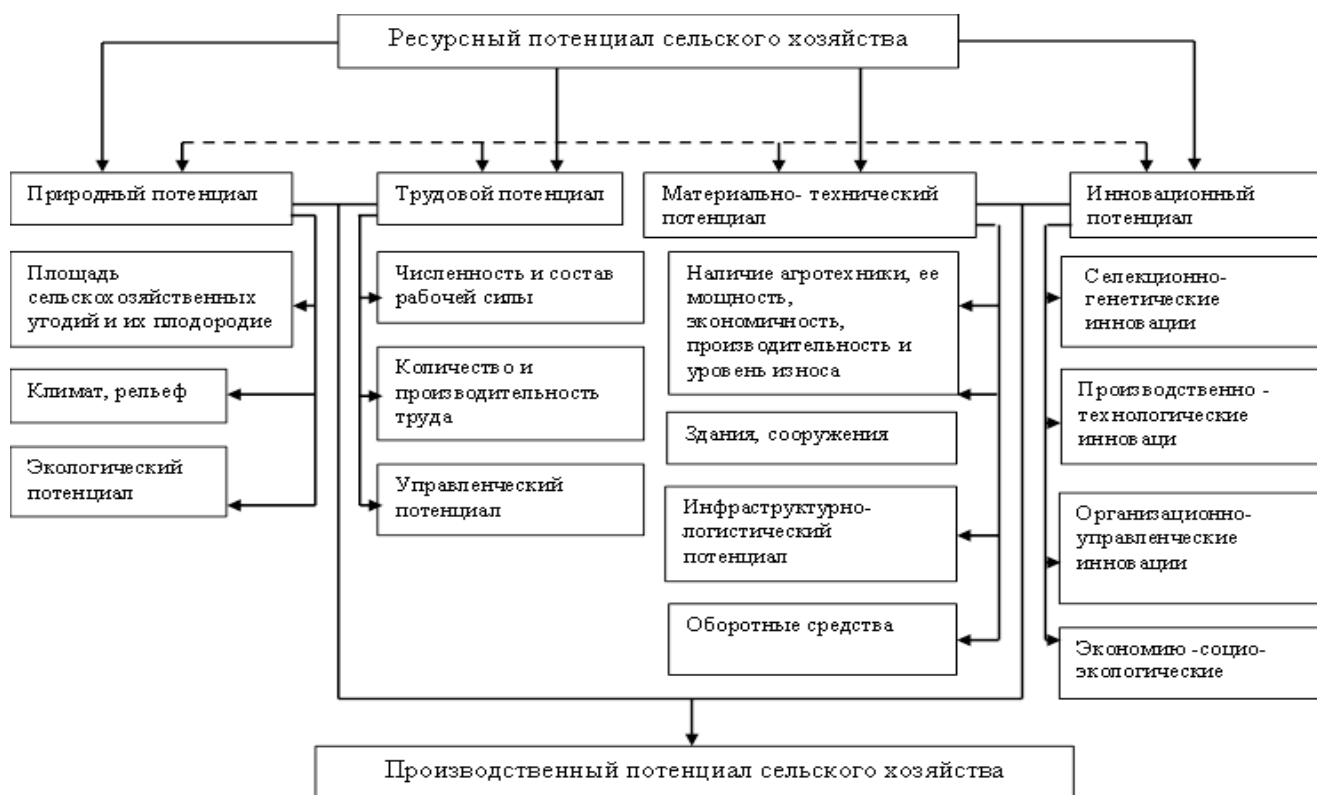 Ресурсный потенциал сельского хозяйства
Природный потенциал
Трудовой потенциал
Материально- технический
потенциал
Инновационный
потенциал
Площадь
сельскохозяйственных
угодий и их плодородие
Климат, рельеф
Экологический
потенциал
Численность и состав
рабочей силы
Количество и
производительность
труда
Управленческий
потенциал
Наличие агротехники, ее
мощность,
экономичность,
производительность и
уровень износа
Здания, сооружения
Инфраструктурно-
логистический
потенциал
Оборотные средства
Селекционно-
генетические
инновации
Производственно -
технологические
инноваци
Организационно-
управленческие
инновации
Экономию -социо-
экологические
Производственный потенциал сельского хозяйства